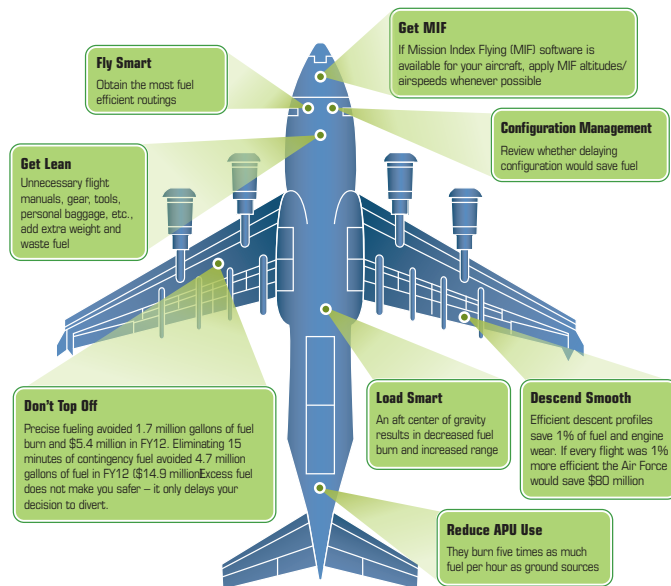 Get MIF
If Mission Index Flying (MIF) software is
available for your aircraft, apply MIF altitudes/
airspeeds whenever possible
Fly Smart
Obtain the most fuel
efficient routings
Configuration Management
Review whether delaying
configuration would save fuel
Get Lean
Unnecessary flight
manuals, gear, tools,
personal baggage, etc.,
add extra weight and
waste fuel
Don't Top Off
Precise fueling avoided 1.7 million gallons of fuel
burn and $5.4 million in FY12. Eliminating 15
minutes of contingency fuel avoided 4.7 million
gallons of fuel in FY12 ($14.9 millionExcess fuel
does not make you safer – it only delays your
decision to divert.
Load Smart
An aft center of gravity
results in decreased fuel
burn and increased range
Descend Smooth
Efficient descent profiles
save 1% of fuel and engine
wear. If every flight was 1%
more efficient the Air Force
would save $80 million
Reduce APU Use
They burn five times as much
fuel per hour as ground sources